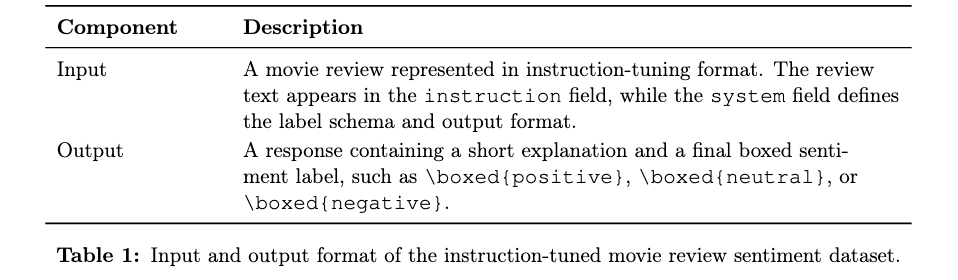 Component Description
Input A movie review represented in instruction-tuning format. The review
text appears in the instruction field, while the system field defines
the label schema and output format.
Output A response containing a short explanation and a final boxed senti-
ment label, such as \boxed{positive}, \boxed{neutral}, or
\boxed{negative}.
Table 1: Input and output format of the instruction-tuned movie review sentiment dataset.